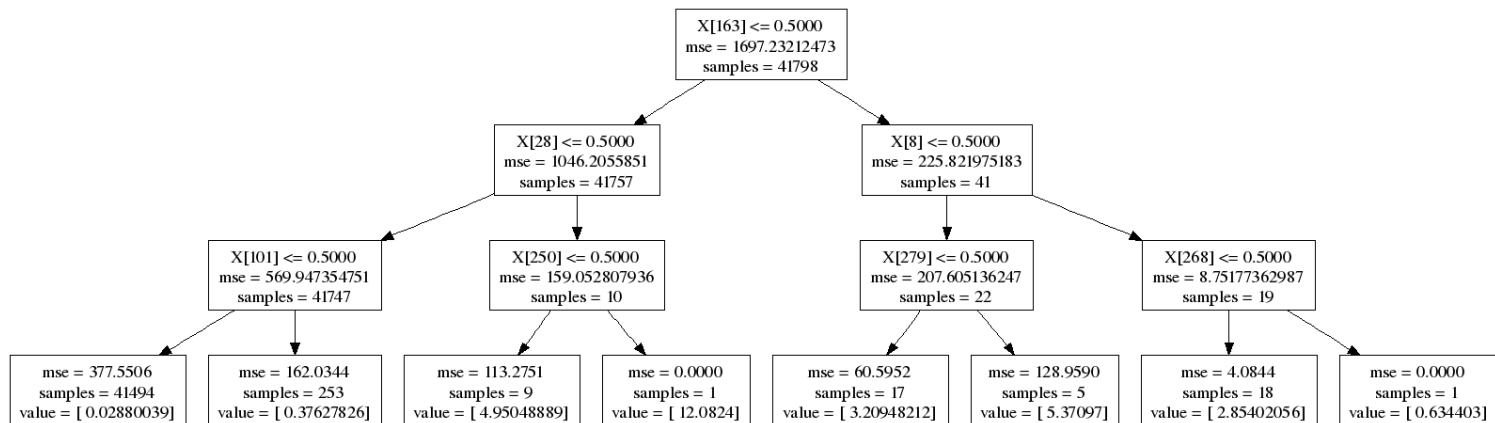 X[163] <= 0.5000
mse = 1697.23212473
samples = 41798
X[28] <= 0.5000
mse = 1046.2055851
samples = 41757
X[8] <= 0.5000
mse = 225.821975183
samples = 41
X[101] <= 0.5000
mse = 569.947354751
samples = 41747
X[250] <= 0.5000
mse = 159.052807936
samples = 10
X[279] <= 0.5000
mse = 207.605136247
samples = 22
X[268] <= 0.5000
mse = 8.75177362987
samples = 19
mse = 377.5506
samples = 41494
value = [ 0.02880039]
mse = 162.0344
samples = 253
value = [ 0.37627826]
mse = 113.2751
samples = 9
value = [ 4.95048889]
mse = 0.0000
samples = 1
value = [ 12.0824]
mse = 60.5952
samples = 17
value = [ 3.20948212]
mse = 128.9590
samples = 5
value = [ 5.37097]
mse = 4.0844
samples = 18
value = [ 2.85402056]
mse = 0.0000
samples = 1
value = [ 0.634403]